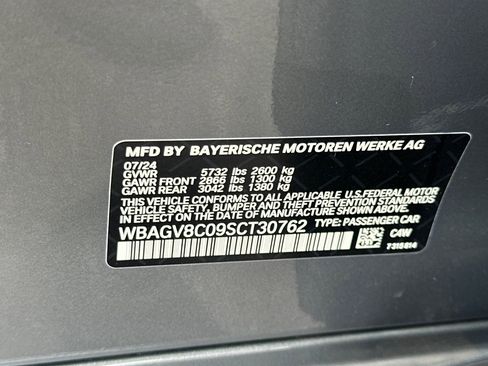 MFD BY BAYERISCHE MOTOREN WERKE AG
07/24
GVWR 5732 lbs 2600 kg
GAWR FRONT 2866 lbs 1300 kg
GAWR REAR 3042 lbs 1380 kg
THIS VEHICLE CONFORMS TO ALL APPLICABLE U.S.FEDERAL MOTOR
VEHICLE SAFETY, BUMPER, AND THEFT PREVENTION STANDARDS
IN EFFECT ON THE DATE OF MANUFACTURE SHOWN ABOVE.
WBAGV8C09SCT30762 TYPE: PASSENGER CAR
C4W
7315814